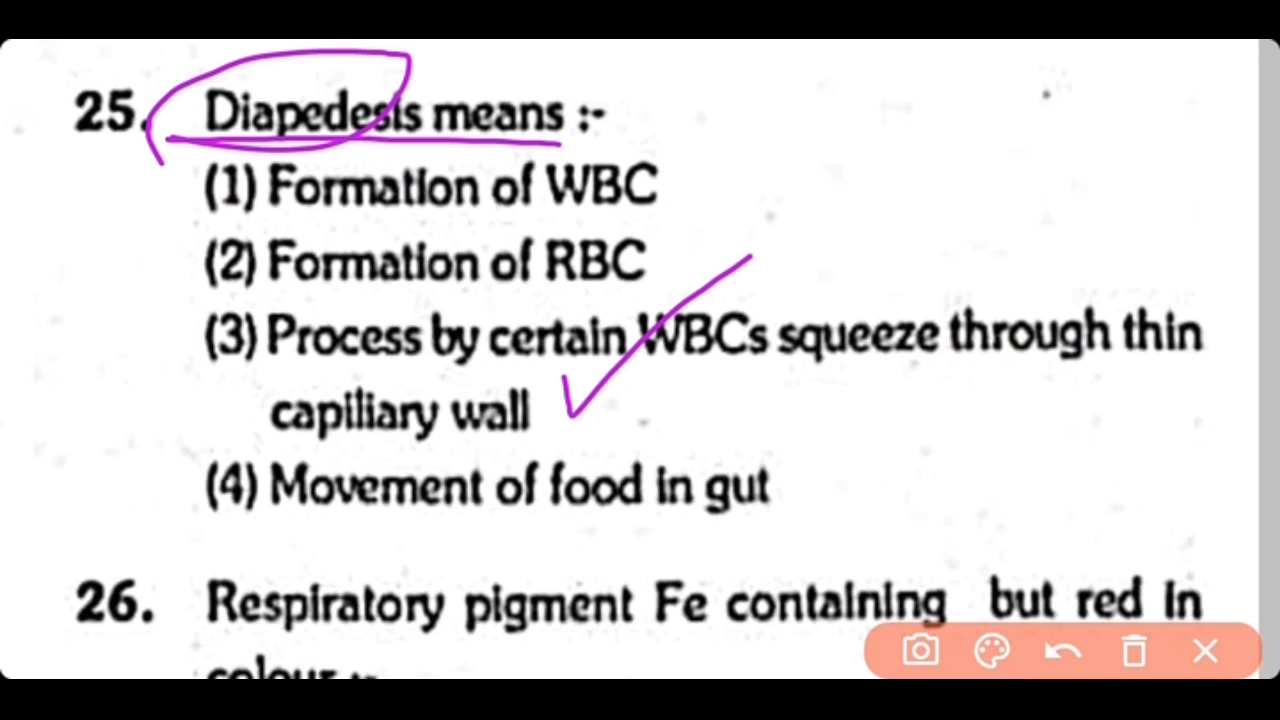 25. Diapedesis means :-
(1) Formation of WBC
(2) Formation of RBC
(3) Process by certain WBCs squeeze through thin
capiliary wall
(4) Movement of food in gut
26. Respiratory pigment Fe containing but red in
colour :-